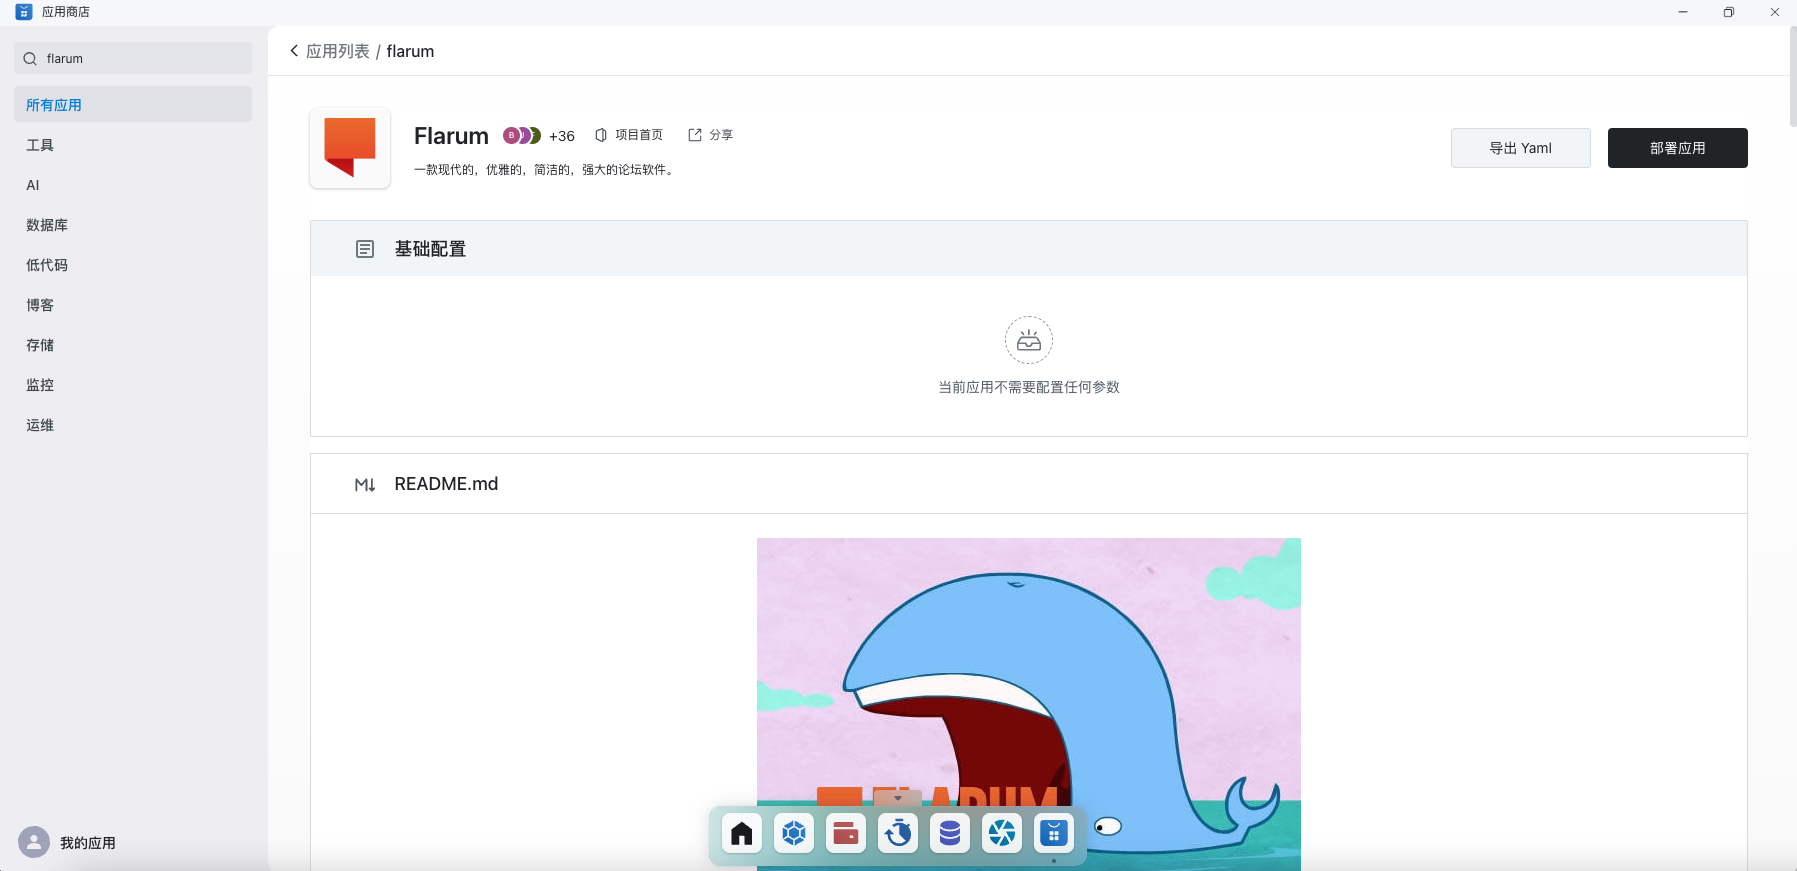 应用商店
flarum
所有应用
工具
AI
数据库
低代码
博客
存储
监控
运维
我的应用
应用列表 / flarum
Flarum
B
+36
项目首页
分享
一款现代的，优雅的，简洁的，强大的论坛软件。
导出 Yaml
部署应用
基础配置
当前应用不需要配置任何参数
README.md
FLARUM